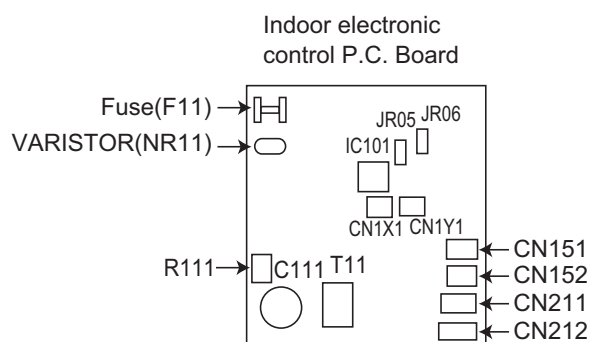 Indoor electronic
control P.C. Board
Fuse(F11)
JR05 JR06
VARISTOR(NR11)
IC101
CN1X1 CN1Y1
CN151
R111 C111 T11
CN152
CN211
CN212